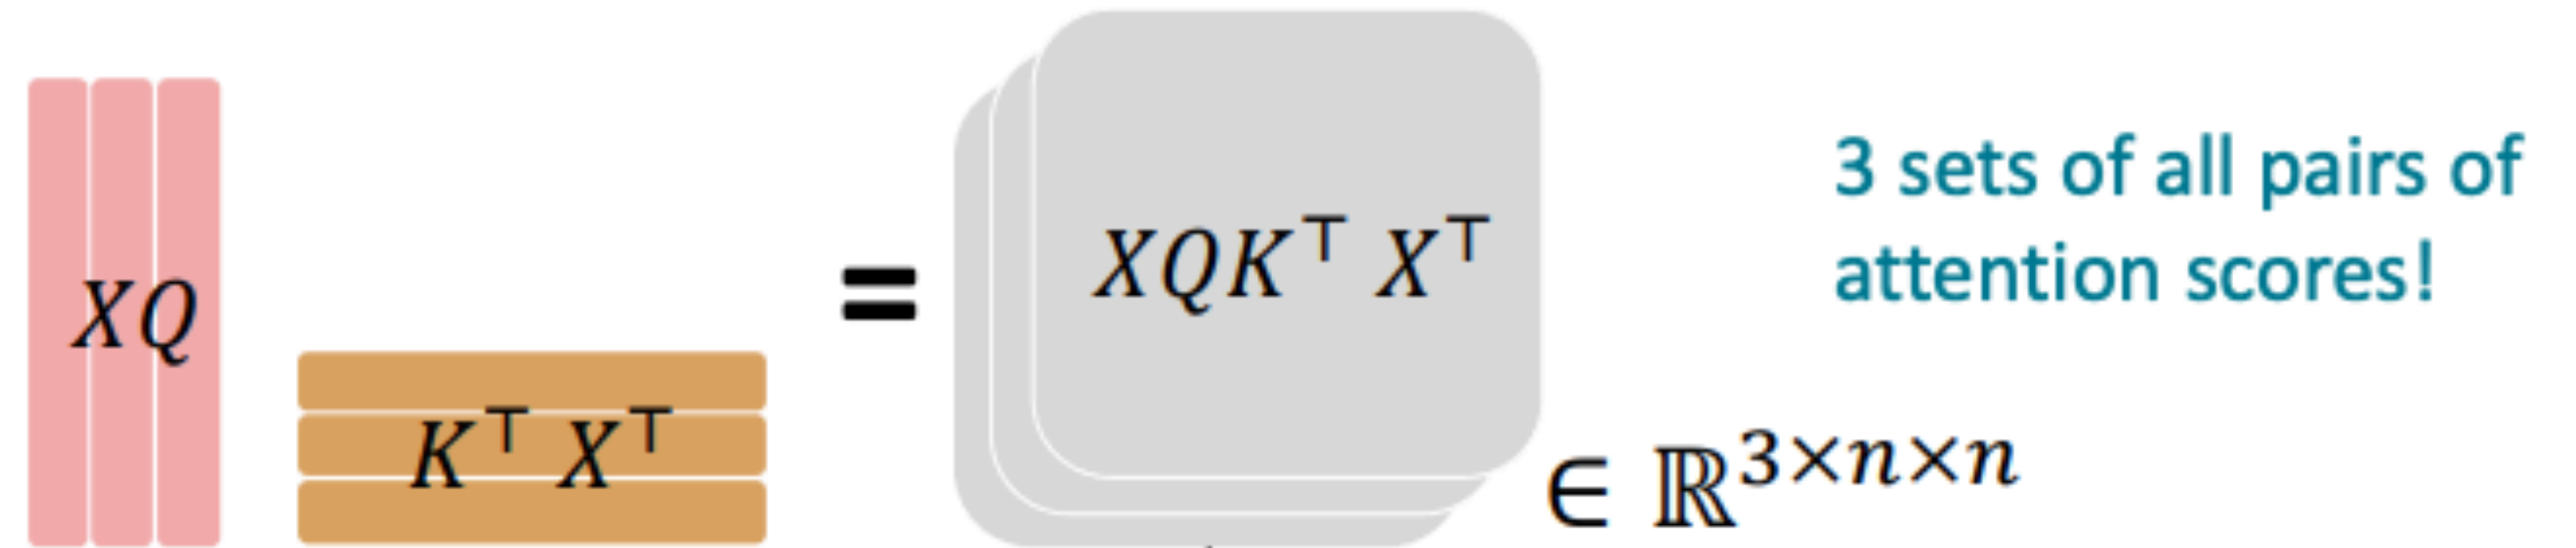 XQ
K⊤ X⊤
=
XQK⊤ X⊤
∈ ℝ3×n×n
3 sets of all pairs of
attention scores!